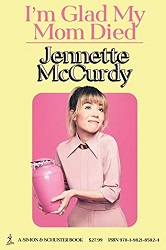 I'm Glad My
Mom Died
Jennette
McCurdy
A SIMON & SCHUSTER BOOK $27.99 ISBN 978-1-9821-8582-4